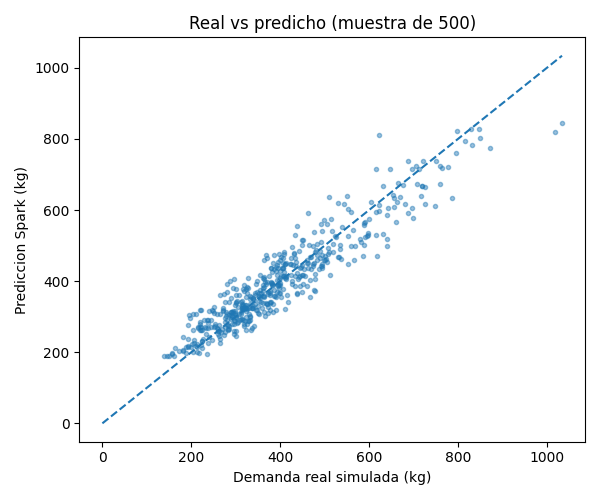 Real vs predicho (muestra de 500)
Prediccion Spark (kg)
1000
800
600
400
200
0
0 200 400 600 800 1000
Demanda real simulada (kg)